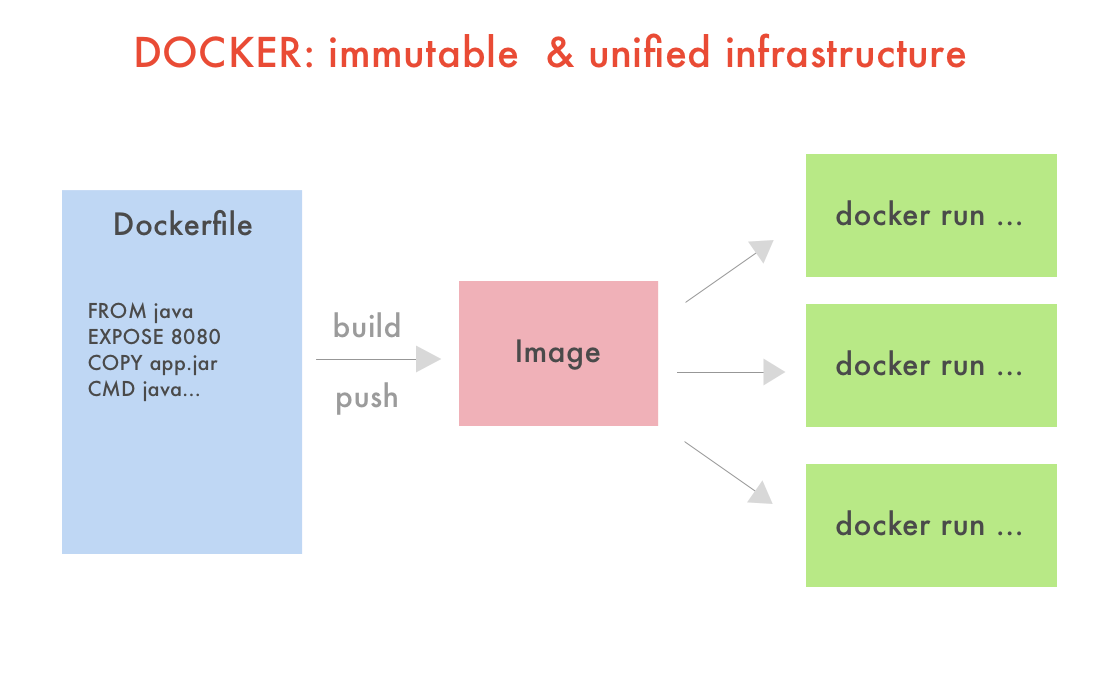 DOCKER: immutable & unified infrastructure
Dockerfile
FROM java
EXPOSE 8080
COPY app.jar
CMD java...
build
push
Image
docker run ...
docker run ...
docker run ...